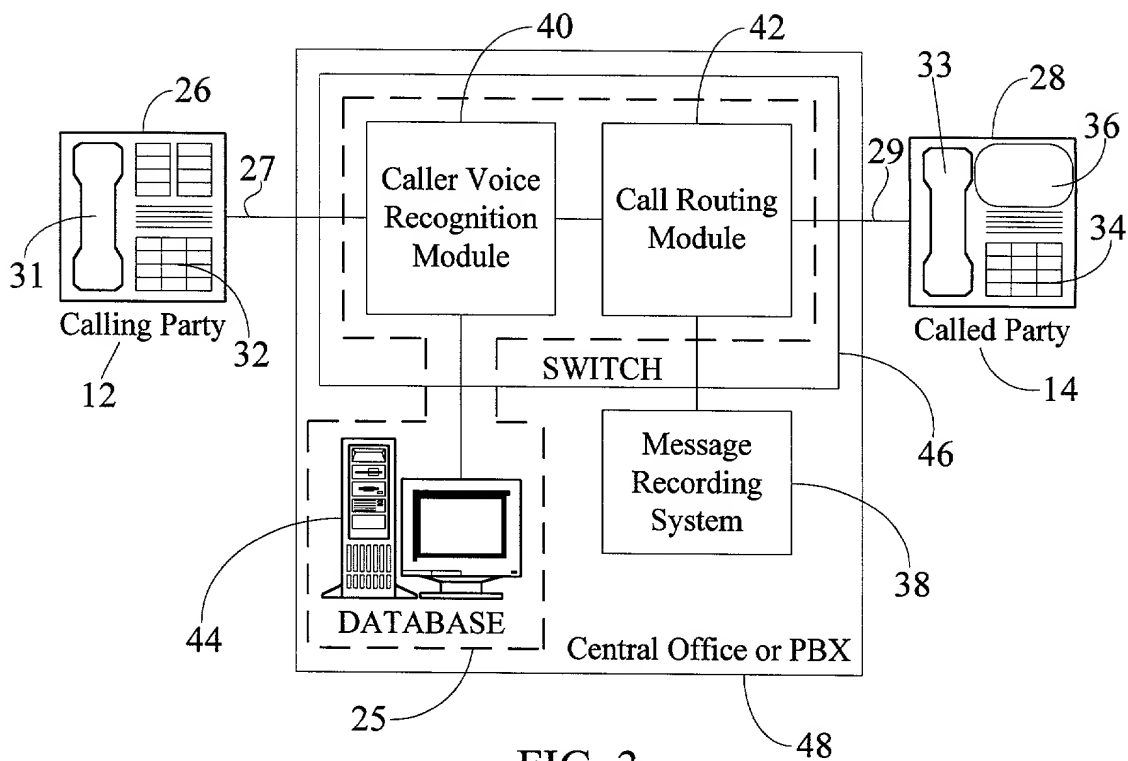 40
42
33
26
28
36
27
29
Caller Voice
Recognition
Module
Call Routing
Module
34
31
Calling Party
32
Called Party
12
SWITCH
14
Message
Recording
System
46
38
44
DATABASE
Central Office or PBX
25
48